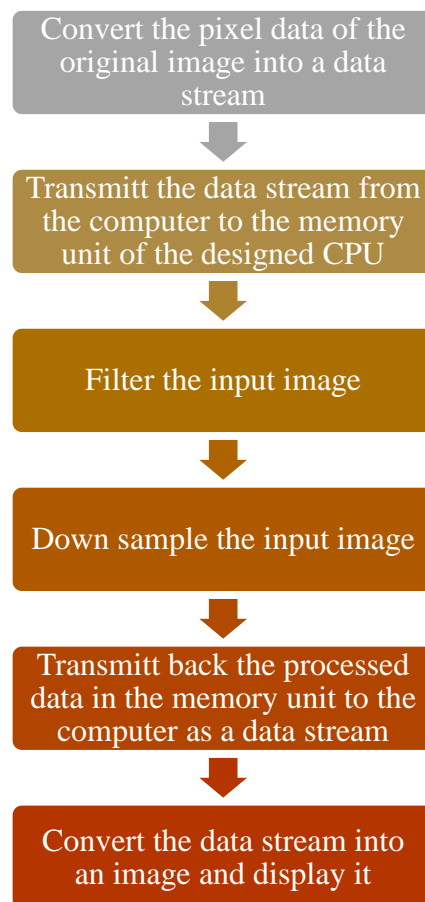 Convert the pixel data of the
original image into a data
stream
Transmitt the data stream from
the computer to the memory
unit of the designed CPU
Filter the input image
Down sample the input image
Transmitt back the processed
data in the memory unit to the
computer as a data stream
Convert the data stream into
an image and display it